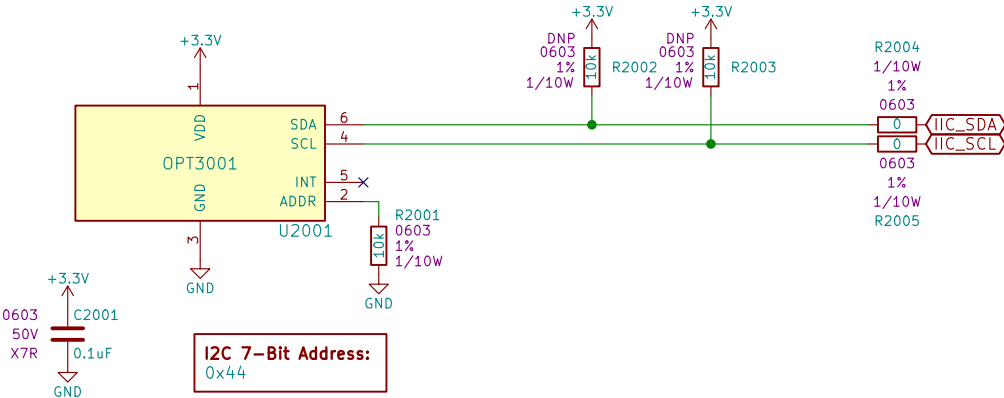 +3.3V
1
VDD
OPT3001
GND
3
GND
SDA
6
SCL
4
INT
5
ADDR
2
U2001
R2001
0603
1%
1/10W
10k
GND
+3.3V
DNP
0603
1%
1/10W
10k
R2002
+3.3V
DNP
0603
1%
1/10W
10k
R2003
R2004
1/10W
1%
0603
0
IIC_SDA
0
IIC_SCL
0603
1%
1/10W
R2005
+3.3V
0603
50V
X7R
C2001
0.1uF
GND
I2C 7-Bit Address:
0x44